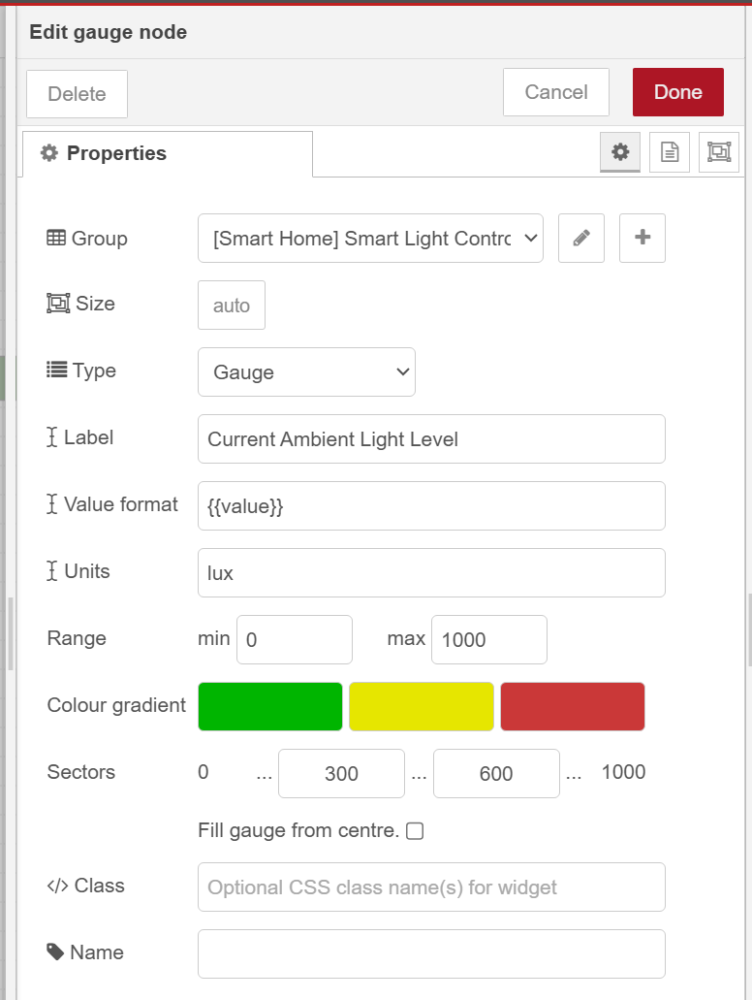 Edit gauge node
Delete Cancel Done
Properties
Group [Smart Home] Smart Light Contro
Size auto
Type Gauge
Label Current Ambient Light Level
Value format {{value}}
Units lux
Range min 0 max 1000
Colour gradient
Sectors 0 ... 300 ... 600 ... 1000
Fill gauge from centre.
</> Class Optional CSS class name(s) for widget
Name